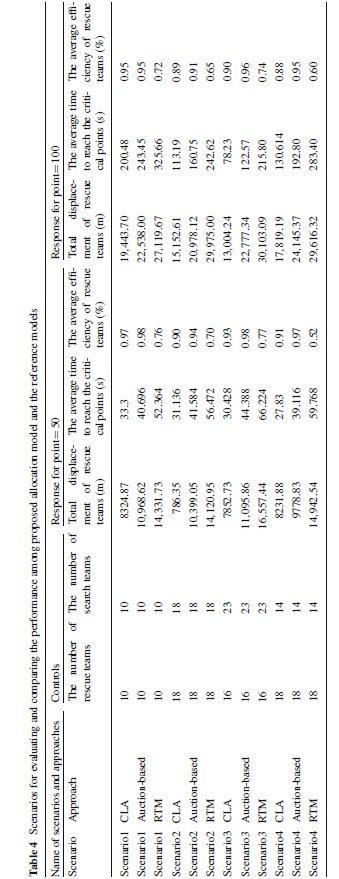 Table 4 Scenarios for evaluating and comparing the performance among proposed allocation model and the reference models
Name of scenarios and approaches Controls Response for point= 50 Response for point= 100
Scenario Approach The number of rescue teams The number of search teams Total displacement of rescue teams (m) The average time to reach the critical points (s) The average efficiency of rescue teams (%) Total displacement of rescue teams (m) The average time to reach the critical points (s) The average efficiency of rescue teams (%)
Scenario1 CLA 10 10 8324.87 33.3 0.97 19,443.70 200.48 0.95
Scenario1 Auction-based 10 10 10,968.62 40.696 0.98 22,538.00 243.45 0.95
Scenario1 RTM 10 10 14,331.73 52.364 0.76 27,119.67 325.66 0.72
Scenario2 CLA 18 18 786.35 31.136 0.90 15,152.61 113.19 0.89
Scenario2 Auction-based 18 18 10,399.05 41.584 0.94 20,978.12 160.75 0.91
Scenario2 RTM 18 18 14,120.95 56.472 0.70 29,975.00 242.62 0.65
Scenario3 CLA 16 23 7852.73 30.428 0.93 13,004.24 78.23 0.90
Scenario3 Auction-based 16 23 11,095.86 44.388 0.98 22,777.34 122.57 0.96
Scenario3 RTM 16 23 16,557.44 66.224 0.77 30,103.09 215.80 0.74
Scenario4 CLA 18 14 8231.88 27.83 0.91 17,819.19 130.614 0.88
Scenario4 Auction-based 18 14 9778.83 39.116 0.97 24,145.37 192.80 0.95
Scenario4 RTM 18 14 14,942.54 59.768 0.52 29,616.32 283.40 0.60